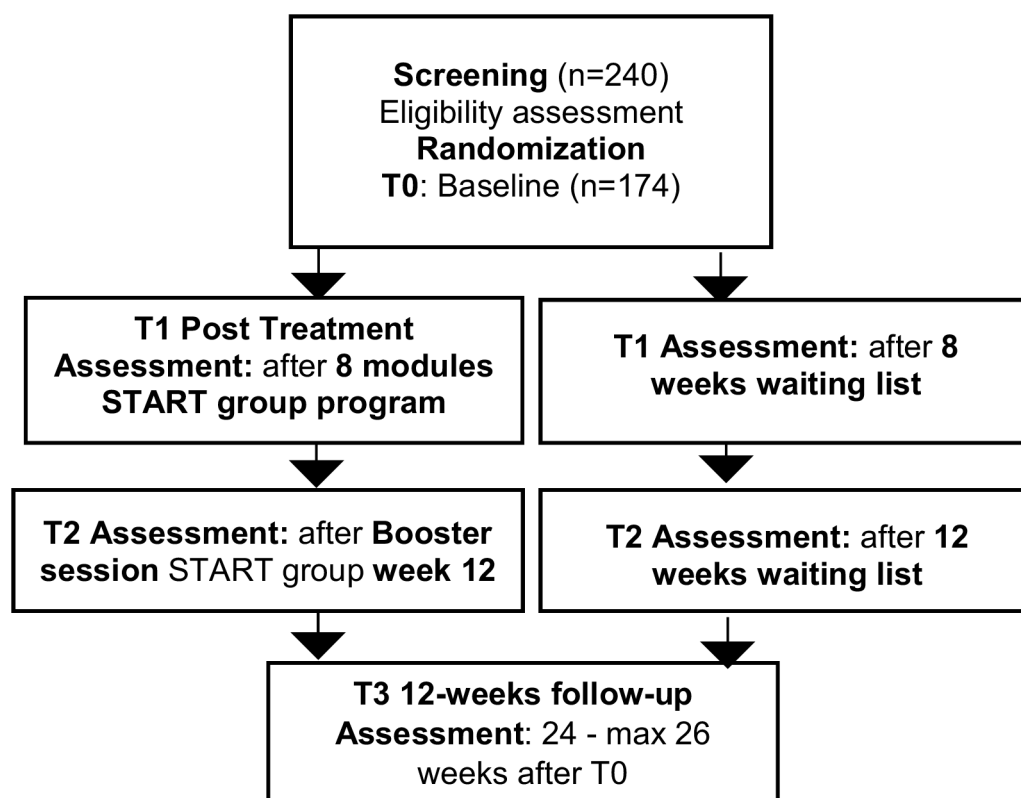 Screening (n=240)
Eligibility assessment
Randomization
T0: Baseline (n=174)
T1 Post Treatment
Assessment: after 8 modules
START group program
T1 Assessment: after 8
weeks waiting list
T2 Assessment: after Booster
session START group week 12
T2 Assessment: after 12
weeks waiting list
T3 12-weeks follow-up
Assessment: 24 - max 26
weeks after T0